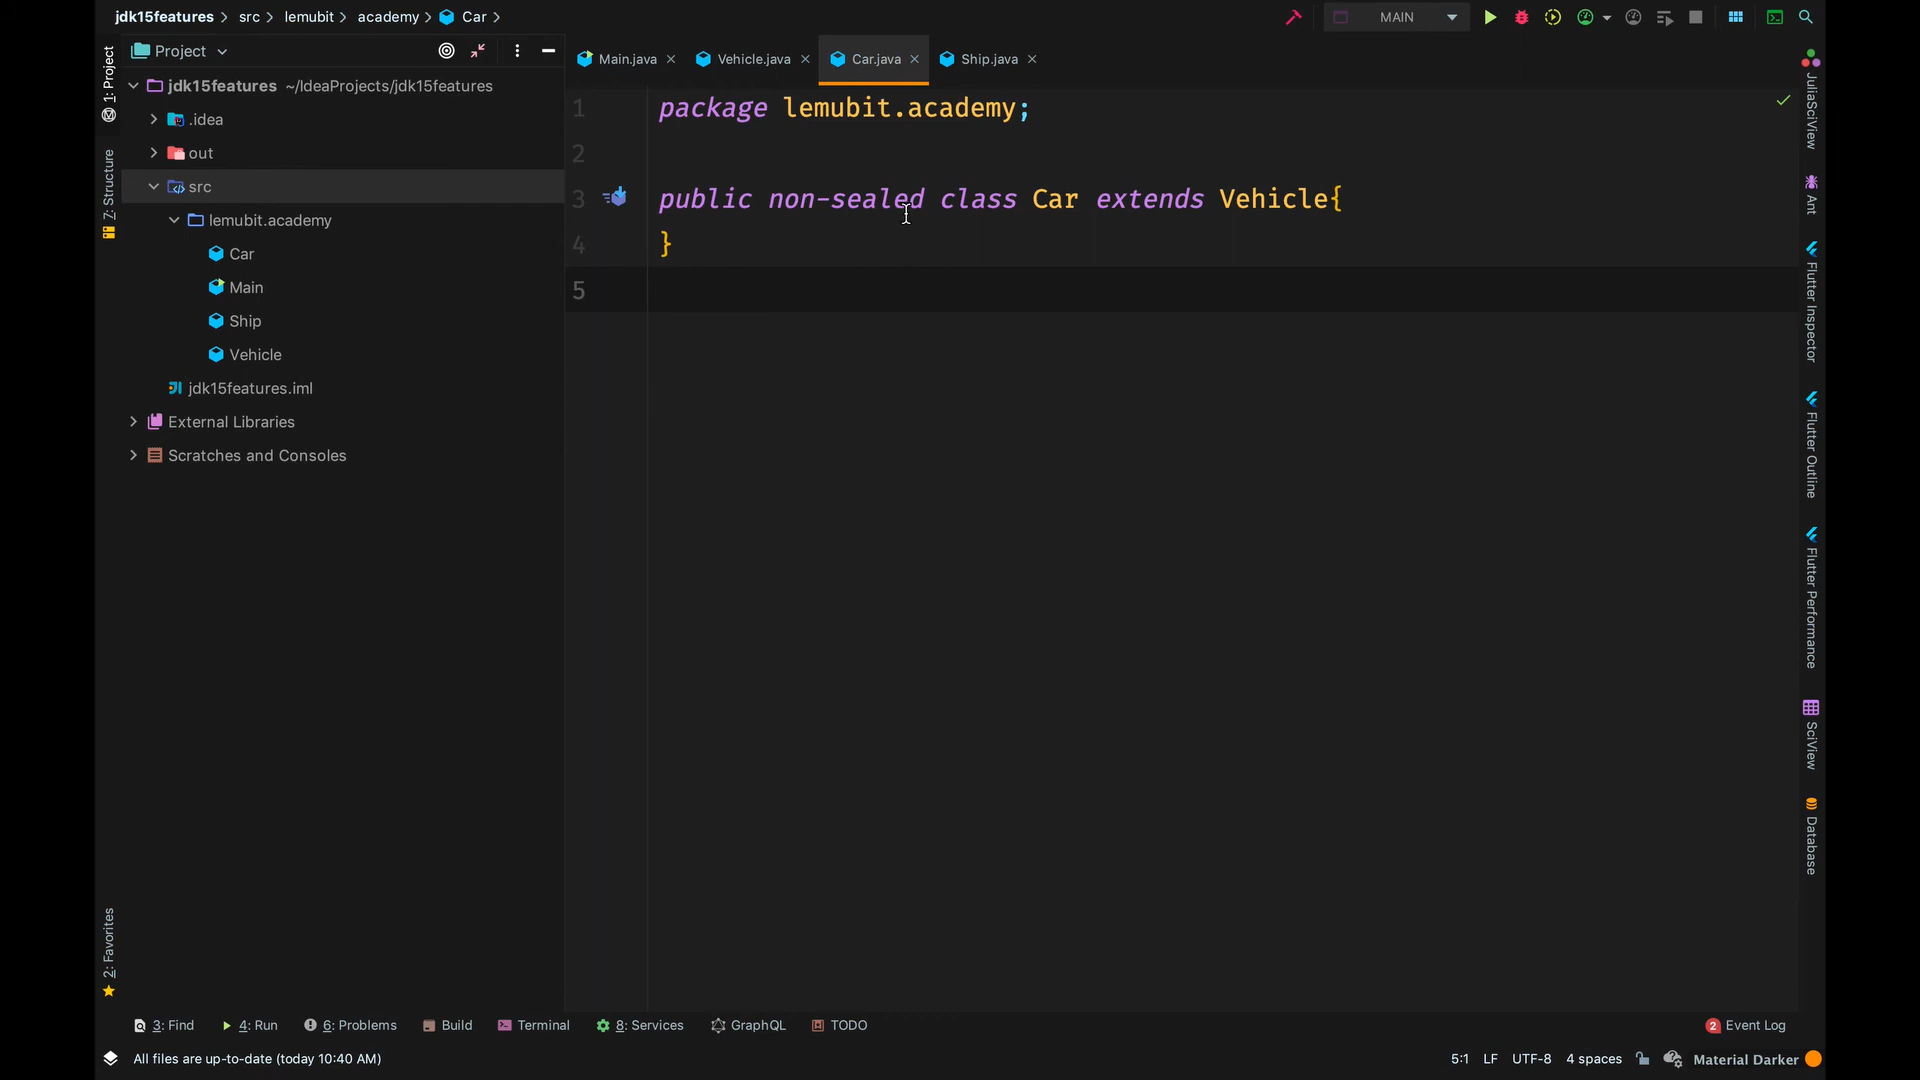 jdk15features > src > lemubit > academy > Car >
MAIN
Project
Main.java
Vehicle.java
Car.java
Ship.java
jdk15features ~/IdeaProjects/jdk15features
.idea
out
src
lemubit.academy
Car
Main
Ship
Vehicle
jdk15features.iml
External Libraries
Scratches and Consoles
1: Project
7: Structure
2: Favorites
1 package lemubit.academy;
2
3 public non-sealed class Car extends Vehicle{
4 }
5
JuliaSciView
Ant
Flutter Inspector
Flutter Outline
Flutter Performance
SciView
Database
3: Find
4: Run
6: Problems
Build
Terminal
8: Services
GraphQL
TODO
2 Event Log
All files are up-to-date (today 10:40 AM)
5:1 LF UTF-8 4 spaces Material Darker